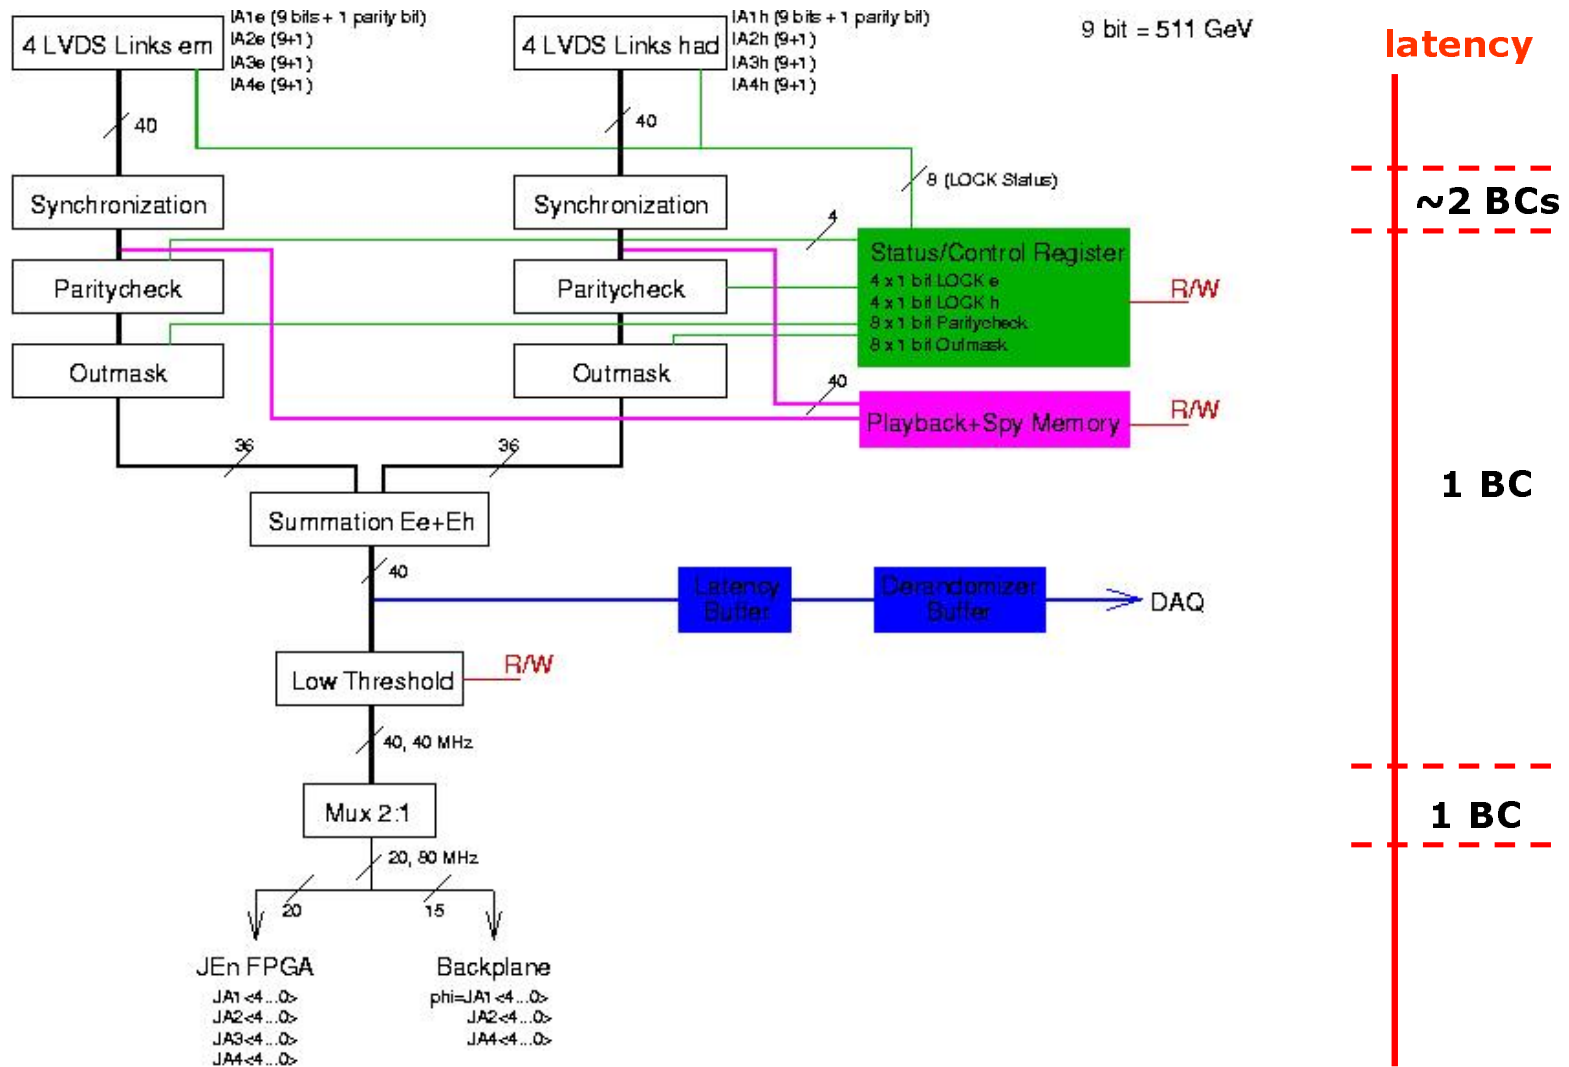 4 LVDS Links em
IA1e (9 bits + 1 parity bit)
IA2e (9+1)
IA3e (9+1)
IA4e (9+1)
4 LVDS Links had
IA1h (9 bits + 1 parity bit)
IA2h (9+1)
IA3h (9+1)
IA4h (9+1)
9 bit = 511 GeV
latency
40
40
8 (LOCK Status)
Synchronization
Synchronization
~2 BCs
4
Status/Control Register
4 x 1 bit LOCK e
4 x 1 bit LOCK h
8 x 1 bit Paritycheck
8 x 1 bit Outmask
R/W
Paritycheck
Paritycheck
Outmask
Outmask
40
Playback+Spy Memory
R/W
36
36
1 BC
Summation Ee+Eh
40
Latency
Buffer
Derandomizer
Buffer
DAQ
Low Threshold
R/W
40, 40 MHz
Mux 2:1
1 BC
20, 80 MHz
20
15
JEn FPGA
JA1<4...0>
JA2<4...0>
JA3<4...0>
JA4<4...0>
Backplane
phi=JA1<4...0>
JA2<4...0>
JA4<4...0>